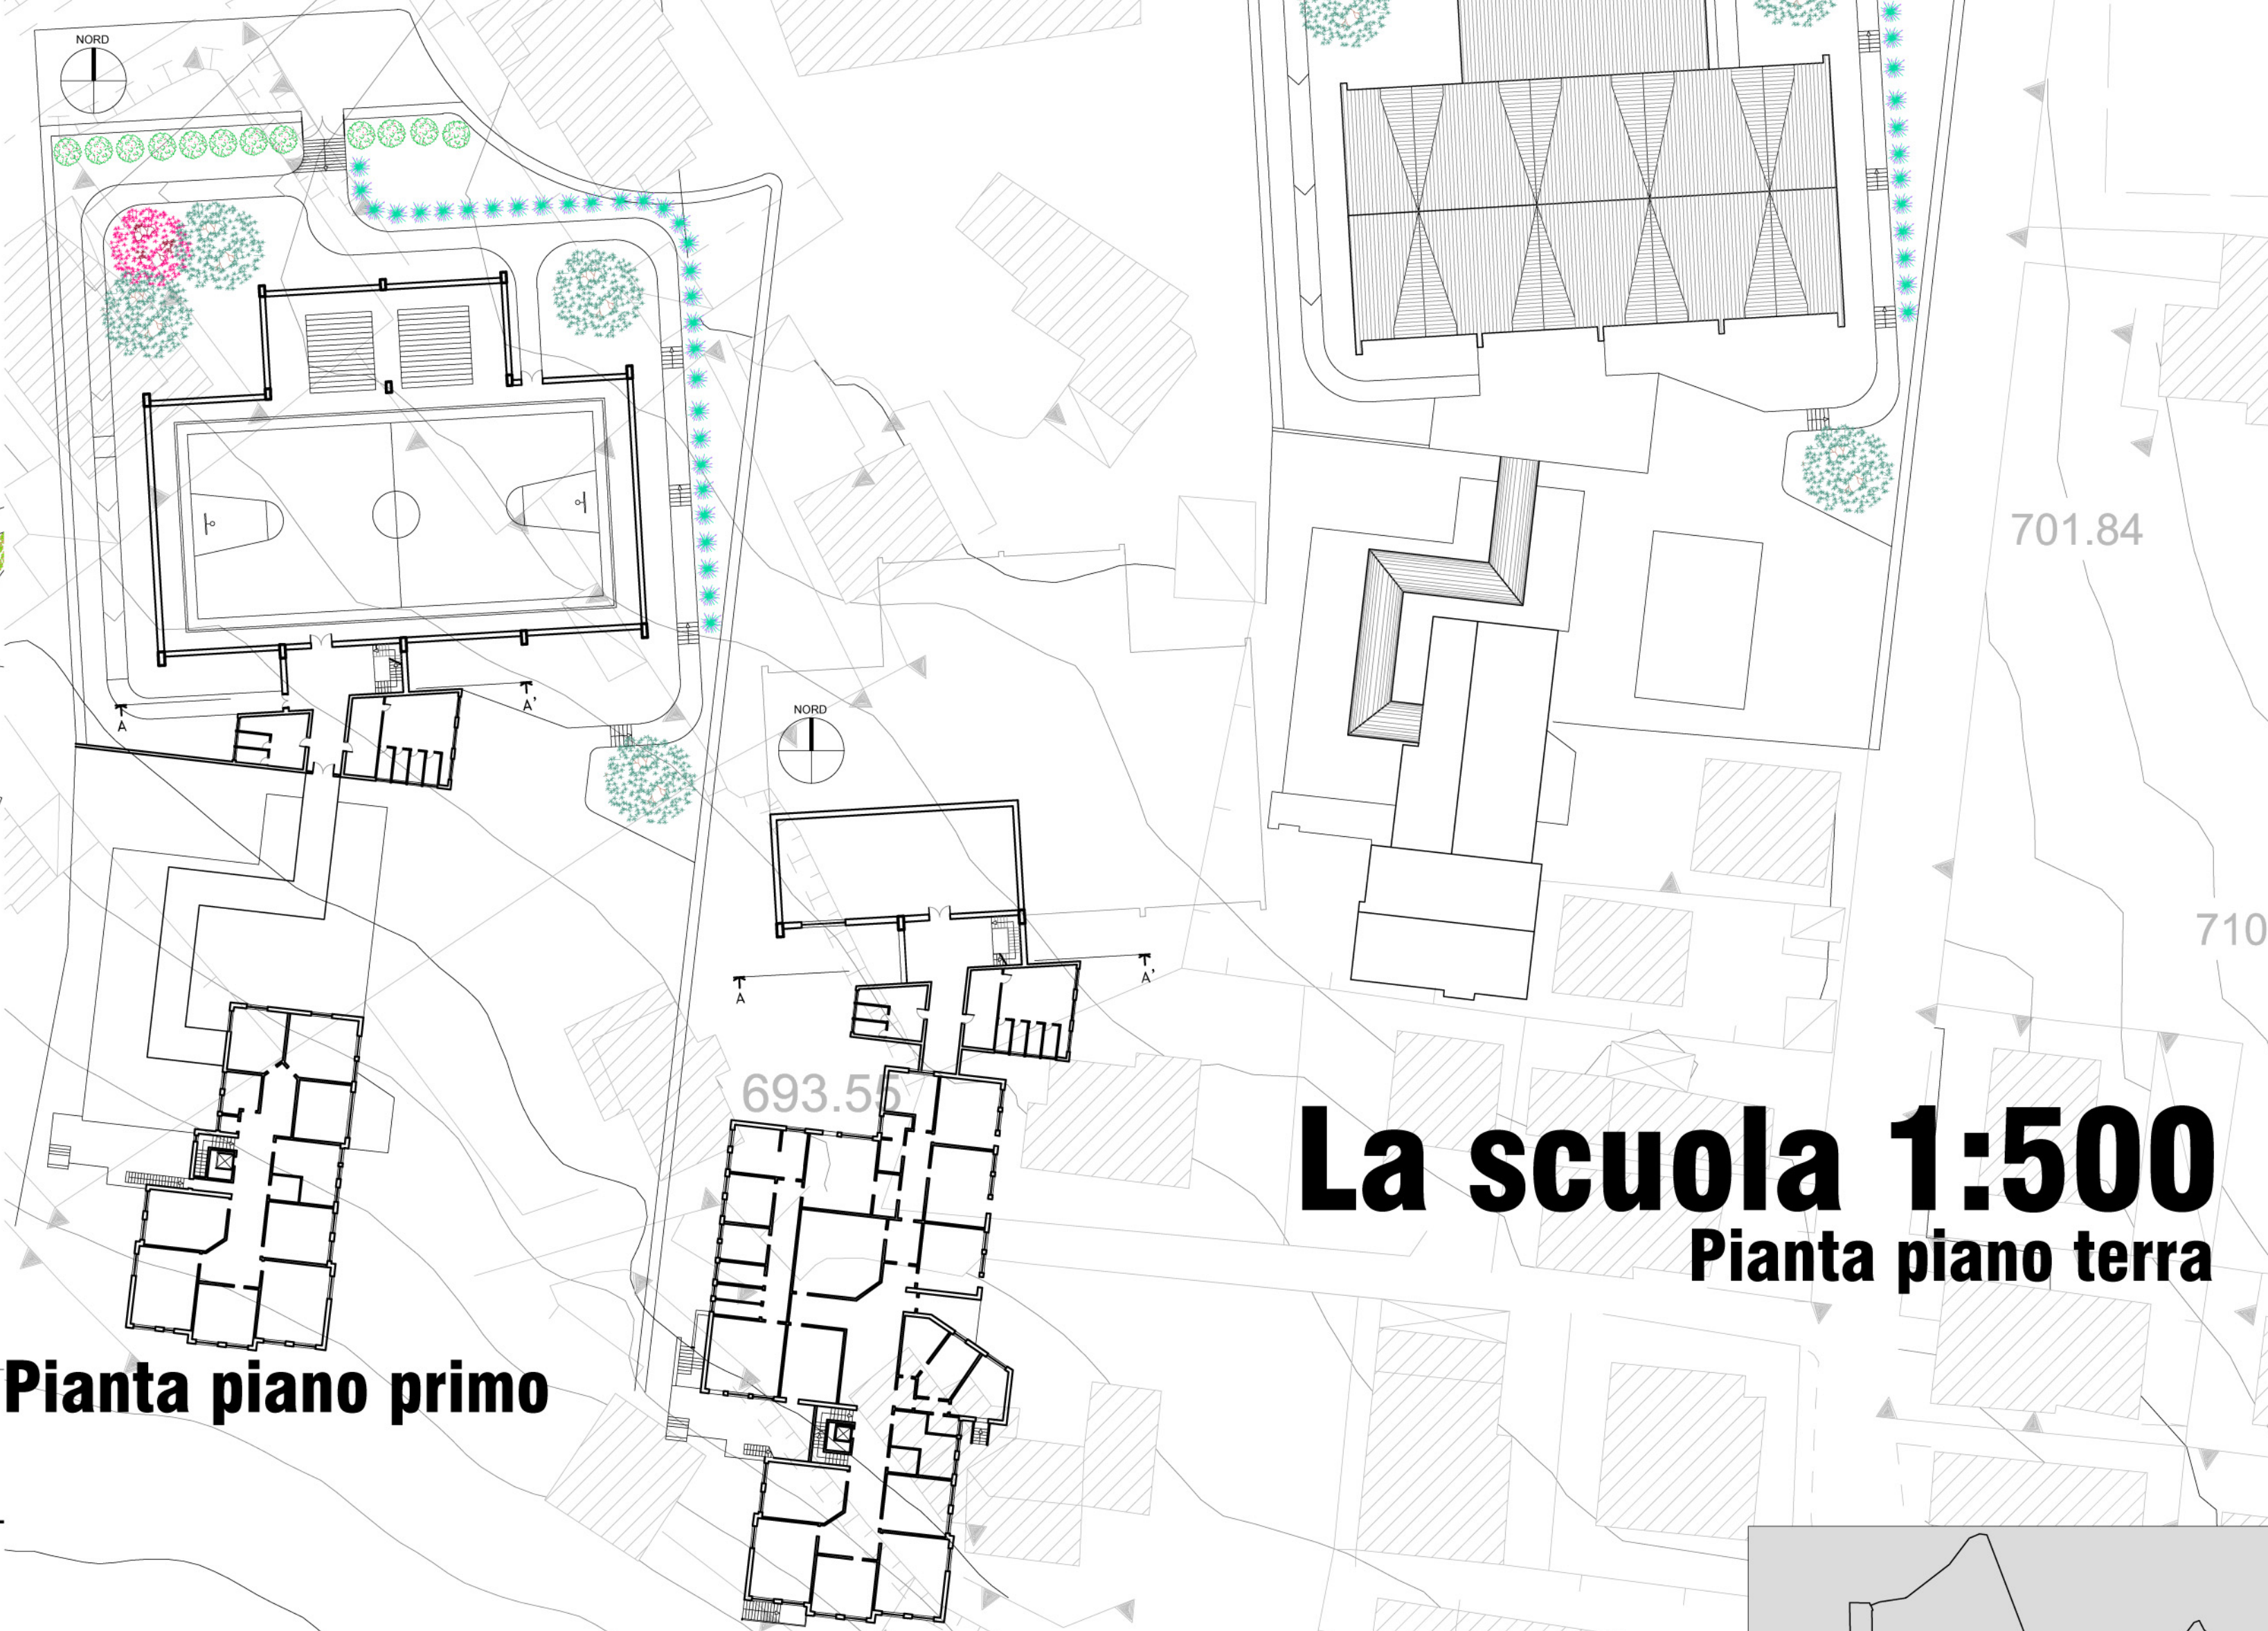 NORD
701.84
A
A'
NORD
710
A
A'
693.55
La scuola 1:500
Pianta piano terra
Pianta piano primo